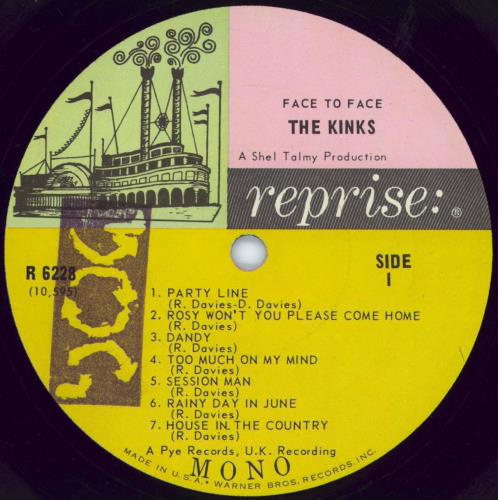 FACE TO FACE
THE KINKS
A Shel Talmy Production
reprise: ®
R 6228
(10,595)
SIDE
1
1. PARTY LINE
(R. Davies-D. Davies)
2. ROSY WON'T YOU PLEASE COME HOME
(R. Davies)
3. DANDY
(R. Davies)
4. TOO MUCH ON MY MIND
(R. Davies)
5. SESSION MAN
(R. Davies)
6. RAINY DAY IN JUNE
(R. Davies)
7. HOUSE IN THE COUNTRY
(R. Davies)
A Pye Records, U.K. Recording
MONO
MADE IN U.S.A. • WARNER BROS. RECORDS, INC.